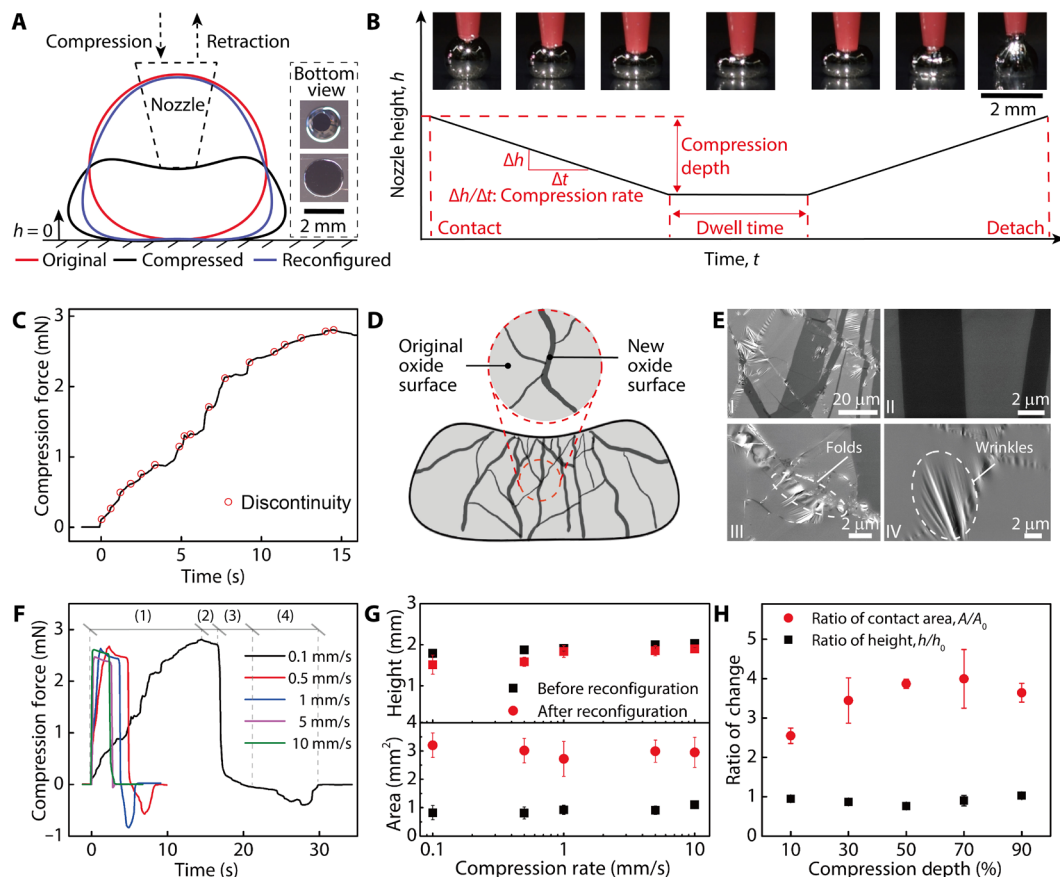 A
Compression
Retraction
Nozzle
Bottom
view
2 mm
h = 0
Original
Compressed
Reconfigured
B
Nozzle height, h
2 mm
Compression
depth
Δh
Δt
Δh/Δt: Compression rate
Contact
Dwell time
Detach
Time, t
C
Compression force (mN)
3
2
1
0
Discontinuity
0
5
10
15
Time (s)
D
Original
oxide
surface
New
oxide
surface
E
I
20 μm
II
2 μm
Folds
III
2 μm
Wrinkles
IV
2 μm
F
Compression force (mN)
(1)
(2)
(3)
(4)
3
2
1
0
−1
0.1 mm/s
0.5 mm/s
1 mm/s
5 mm/s
10 mm/s
0
10
20
30
Time (s)
G
Height (mm)
3
2
1
Before reconfiguration
After reconfiguration
4
Area (mm²)
3
2
1
0
0.1
1
10
Compression rate (mm/s)
H
Ratio of contact area, A/A₀
Ratio of height, h/h₀
Ratio of change
5
4
3
2
1
0
10
30
50
70
90
Compression depth (%)